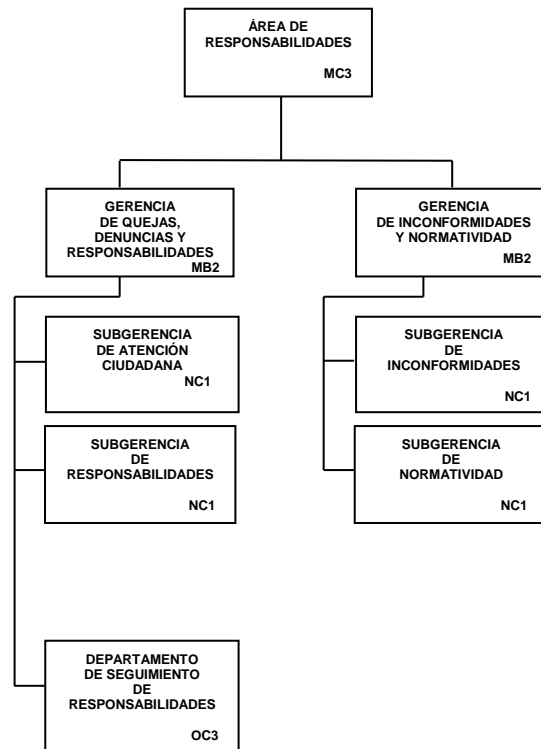 ÁREA DE
RESPONSABILIDADES
MC3
GERENCIA
DE QUEJAS,
DENUNCIAS Y
RESPONSABILIDADES
MB2
GERENCIA
DE INCONFORMIDADES
Y NORMATIVIDAD
MB2
SUBGERENCIA
DE ATENCIÓN
CIUDADANA
NC1
SUBGERENCIA
DE
INCONFORMIDADES
NC1
SUBGERENCIA
DE
RESPONSABILIDADES
NC1
SUBGERENCIA
DE
NORMATIVIDAD
NC1
DEPARTAMENTO
DE SEGUIMIENTO
DE
RESPONSABILIDADES
OC3